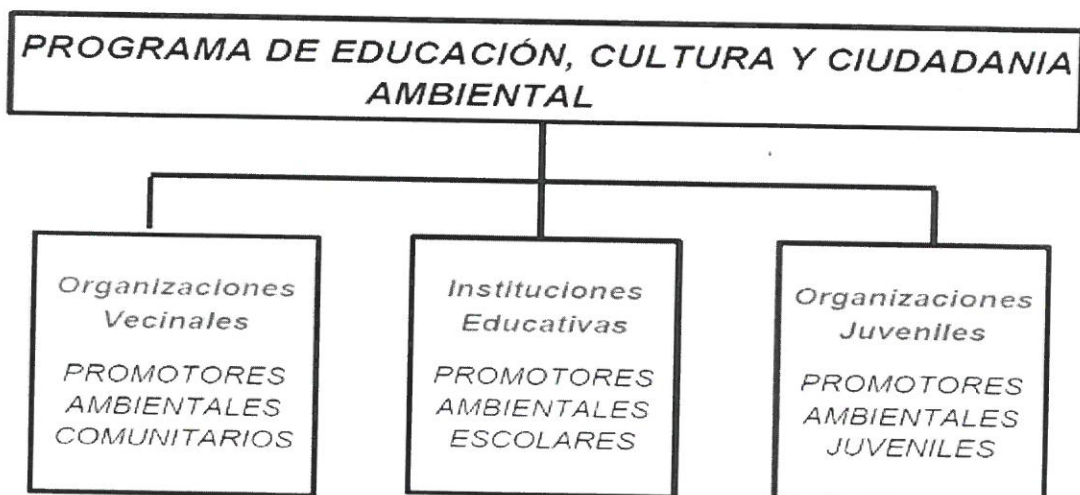 PROGRAMA DE EDUCACIÓN, CULTURA Y CIUDADANIA
AMBIENTAL
Organizaciones
Vecinales
PROMOTORES
AMBIENTALES
COMUNITARIOS
Instituciones
Educativas
PROMOTORES
AMBIENTALES
ESCOLARES
Organizaciones
Juveniles
PROMOTORES
AMBIENTALES
JUVENILES